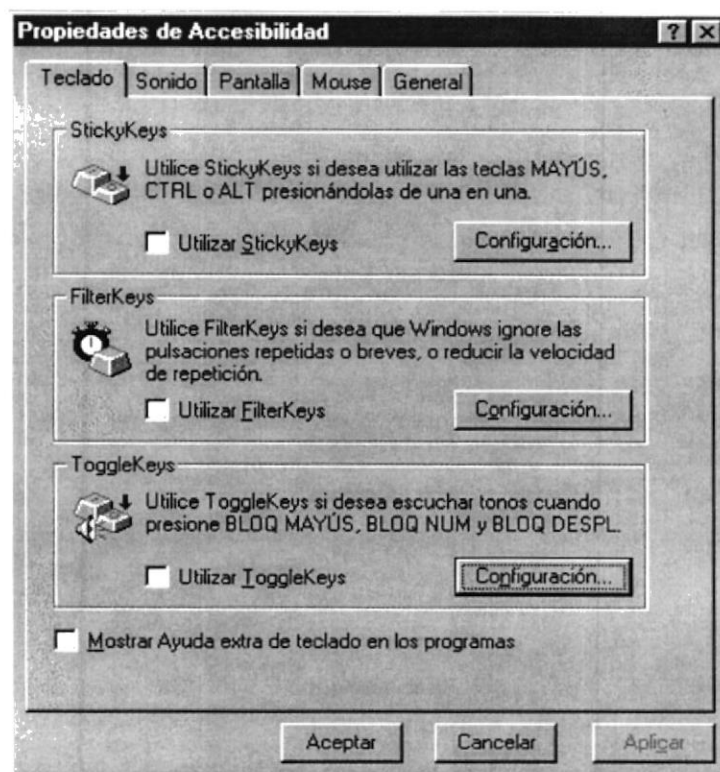 Propiedades de Accesibilidad
Teclado Sonido Pantalla Mouse General
StickyKeys
Utilice StickyKeys si desea utilizar las teclas MAYÚS,
CTRL o ALT presionándolas de una en una.
Utilizar StickyKeys Configuración...
FilterKeys
Utilice FilterKeys si desea que Windows ignore las
pulsaciones repetidas o breves, o reducir la velocidad
de repetición.
Utilizar FilterKeys Configuración...
ToggleKeys
Utilice ToggleKeys si desea escuchar tonos cuando
presione BLOQ MAYÚS, BLOQ NUM y BLOQ DESPL.
Utilizar ToggleKeys Configuración...
Mostrar Ayuda extra de teclado en los programas
Aceptar Cancelar Aplicar